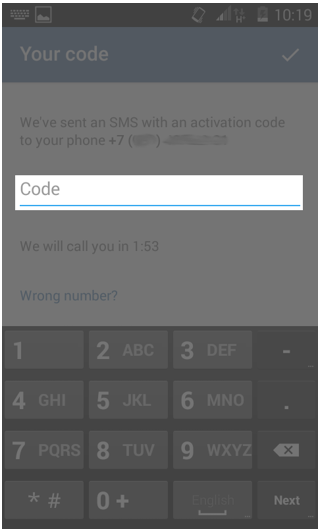 10:19
Your code
We've sent an SMS with an activation code
to your phone +7 (
Code
We will call you in 1:53
Wrong number?
1 2 ABC 3 DEF -
4 GHI 5 JKL 6 MNO .
7 PQRS 8 TUV 9 WXYZ
* # 0 + English Next